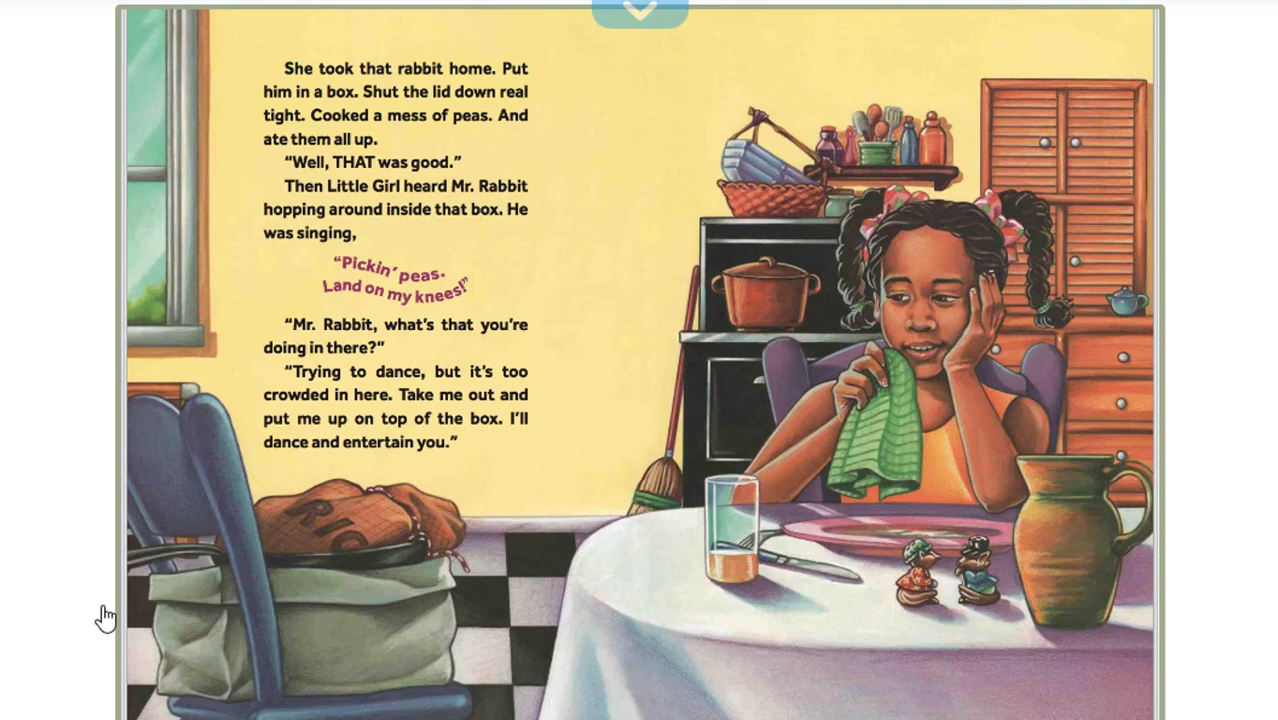 She took that rabbit home. Put
him in a box. Shut the lid down real
tight. Cooked a mess of peas. And
ate them all up.
“Well, THAT was good.”
Then Little Girl heard Mr. Rabbit
hopping around inside that box. He
was singing,
“Pickin’ peas.
Land on my knees!”
“Mr. Rabbit, what’s that you’re
doing in there?”
“Trying to dance, but it’s too
crowded in here. Take me out and
put me up on top of the box. I’ll
dance and entertain you.”
RIC